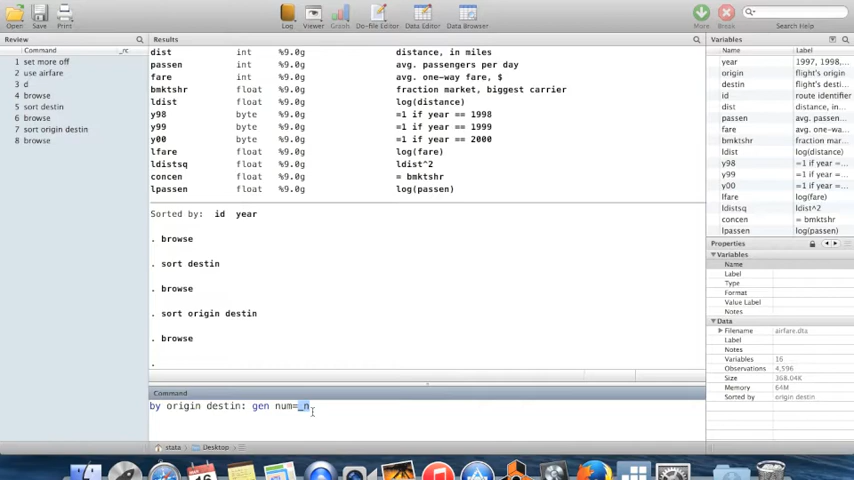 Open
Save
Print
Log
Viewer
Graph
Do-file Editor
Data Editor
Data Browser
More
Break
Search Help
Review
Command
_rc
1 set more off
2 use airfare
3 d
4 browse
5 sort destin
6 browse
7 sort origin destin
8 browse
Results
dist int %9.0g distance, in miles
passen int %9.0g avg. passengers per day
fare int %9.0g avg. one-way fare, $
bmktshr float %9.0g fraction market, biggest carrier
ldist float %9.0g log(distance)
y98 byte %9.0g =1 if year == 1998
y99 byte %9.0g =1 if year == 1999
y00 byte %9.0g =1 if year == 2000
lfare float %9.0g log(fare)
ldistsq float %9.0g ldist^2
concen float %9.0g = bmktshr
lpassen float %9.0g log(passen)
Sorted by: id year
. browse
. sort destin
. browse
. sort origin destin
. browse
.
Command
by origin destin: gen num=_n
stata
Desktop
Variables
Name Label
year 1997, 1998,...
origin flight's origin
destin flight's desti...
id route identifier
dist distance, in...
passen avg. passen...
fare avg. one-wa...
bmktshr fraction mar...
ldist log(distance)
y98 =1 if year =...
y99 =1 if year =...
y00 =1 if year =...
lfare log(fare)
ldistsq ldist^2
concen = bmktshr
lpassen log(passen)
Properties
Variables
Name
Label
Type
Format
Value Label
Notes
Data
Filename airfare.dta
Label
Notes
Variables 16
Observations 4,596
Size 368.04K
Memory 64M
Sorted by origin destin
16